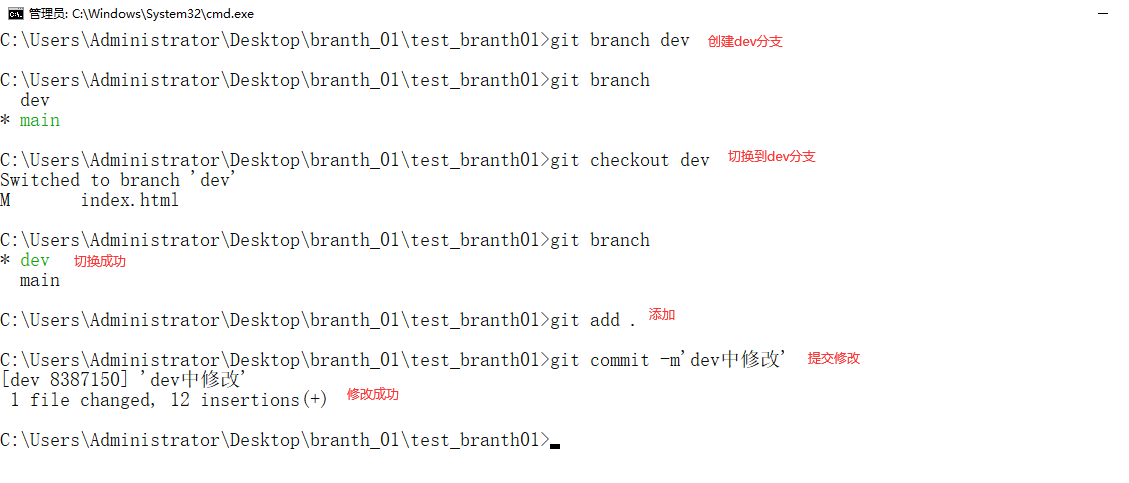 管理员: C:\Windows\System32\cmd.exe
C:\Users\Administrator\Desktop\branth_01\test_branth01>git branch dev 创建dev分支
C:\Users\Administrator\Desktop\branth_01\test_branth01>git branch
dev
* main
C:\Users\Administrator\Desktop\branth_01\test_branth01>git checkout dev 切换到dev分支
Switched to branch 'dev'
M index.html
C:\Users\Administrator\Desktop\branth_01\test_branth01>git branch
* dev 切换成功
main
C:\Users\Administrator\Desktop\branth_01\test_branth01>git add . 添加
C:\Users\Administrator\Desktop\branth_01\test_branth01>git commit -m'dev中修改' 提交修改
[dev 8387150] 'dev中修改'
1 file changed, 12 insertions(+) 修改成功
C:\Users\Administrator\Desktop\branth_01\test_branth01>